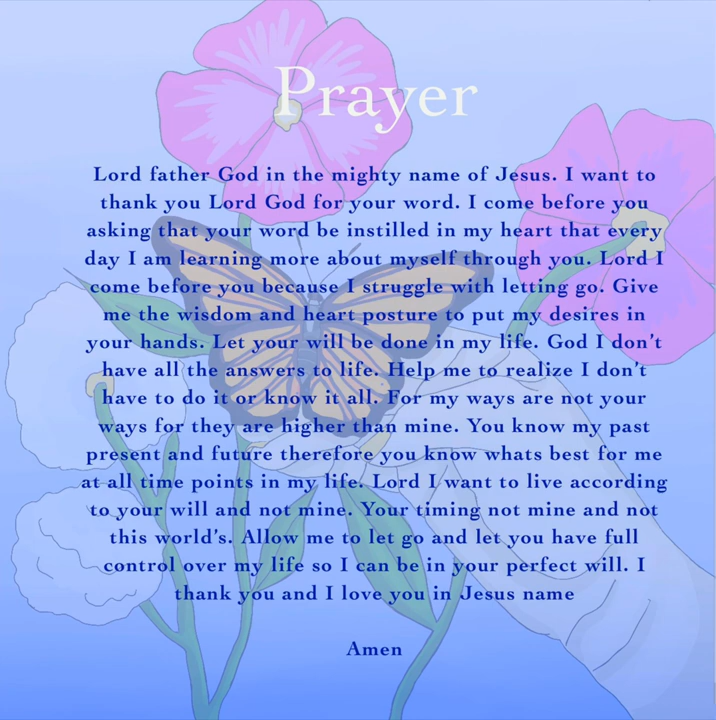 Prayer
Lord father God in the mighty name of Jesus. I want to
thank you Lord God for your word. I come before you
asking that your word be instilled in my heart that every
day I am learning more about myself through you. Lord I
come before you because I struggle with letting go. Give
me the wisdom and heart posture to put my desires in
your hands. Let your will be done in my life. God I don't
have all the answers to life. Help me to realize I don't
have to do it or know it all. For my ways are not your
ways for they are higher than mine. You know my past
present and future therefore you know whats best for me
at all time points in my life. Lord I want to live according
to your will and not mine. Your timing not mine and not
this world's. Allow me to let go and let you have full
control over my life so I can be in your perfect will. I
thank you and I love you in Jesus name
Amen